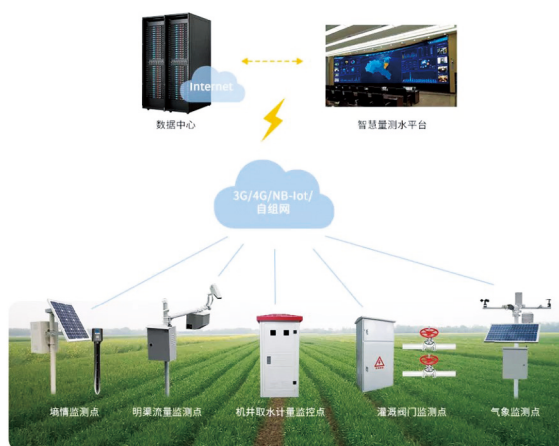 Internet
数据中心
智慧量测水平台
3G/4G/NB-Iot/
自组网
墒情监测点
明渠流量监测点
机井取水计量监控点
灌溉阀门监测点
气象监测点